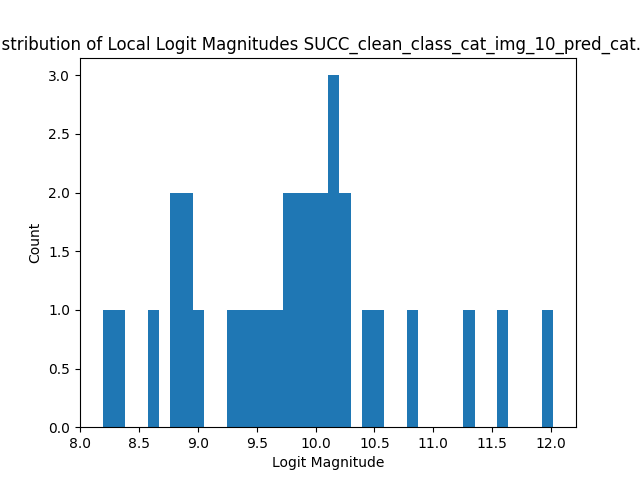 stribution of Local Logit Magnitudes SUCC_clean_class_cat_img_10_pred_cat.
3.0
2.5
2.0
1.5
1.0
0.5
0.0
Count
8.0 8.5 9.0 9.5 10.0 10.5 11.0 11.5 12.0
Logit Magnitude